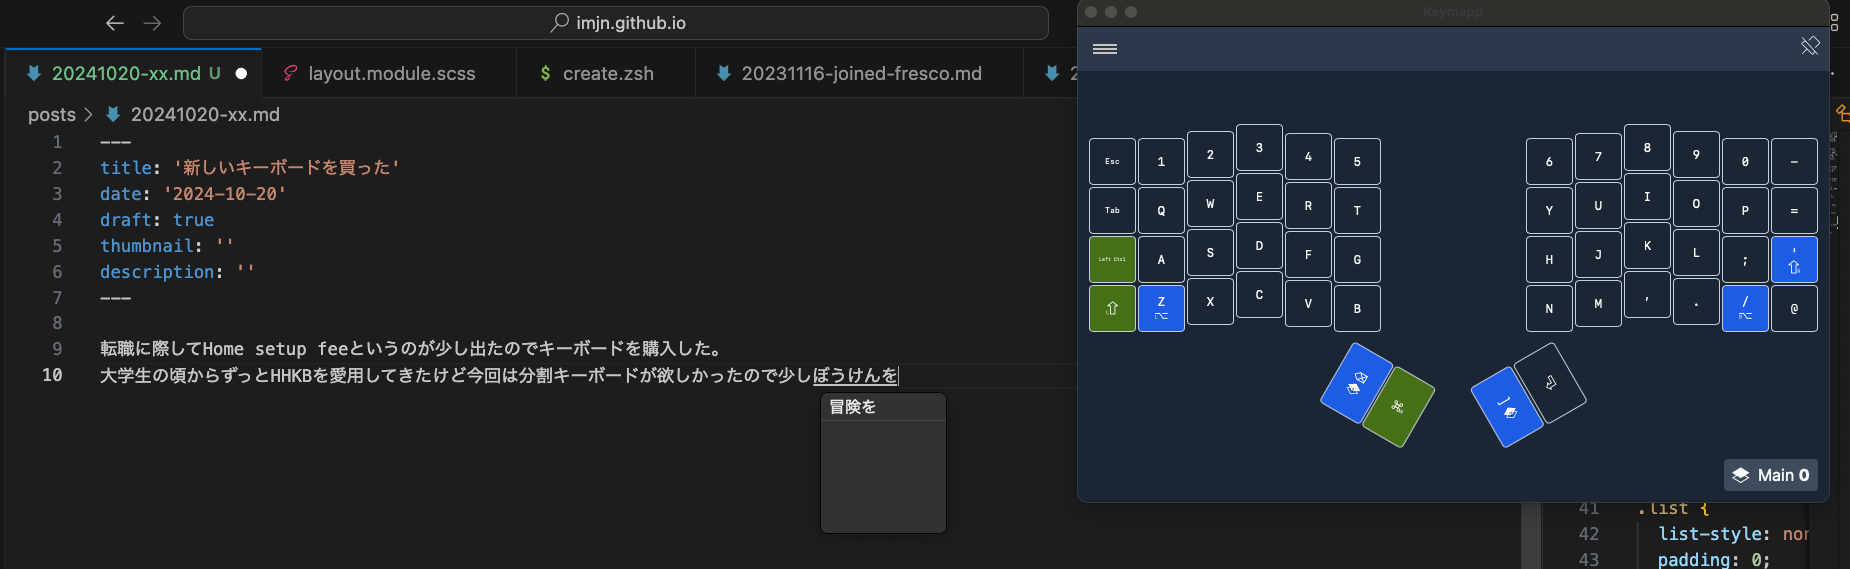 imjn.github.io
20241020-xx.md U
layout.module.scss
$ create.zsh
20231116-joined-fresco.md
2
posts > 20241020-xx.md
1 ---
2 title: '新しいキーボードを買った'
3 date: '2024-10-20'
4 draft: true
5 thumbnail: ''
6 description: ''
7 ---
8
9 転職に際してHome setup feeというのが少し出たのでキーボードを購入した。
10 大学生の頃からずっとHHKBを愛用してきたけど今回は分割キーボードが欲しかったので少しぼうけんを
冒険を
Keymapp
Esc 1 2 3 4 5 6 7 8 9 0 -
Tab Q W E R T Y U I O P =
Left Ctrl A S D F G H J K L ; '
⇧ Z X C V B N M , . / @
⌥ ⌥
⌘ ]
Main 0
41 .list {
42 list-style: non
43 padding: 0;